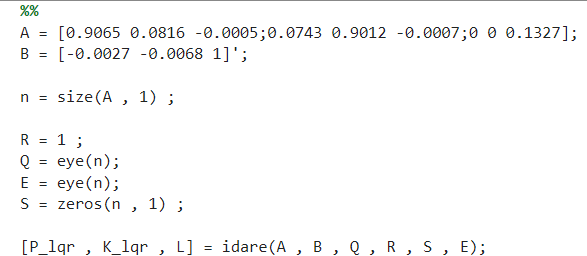 %%
A = [0.9065 0.0816 -0.0005;0.0743 0.9012 -0.0007;0 0 0.1327];
B = [-0.0027 -0.0068 1]';
n = size(A , 1) ;
R = 1 ;
Q = eye(n);
E = eye(n);
S = zeros(n , 1) ;
[P_lqr , K_lqr , L] = idare(A , B , Q , R , S , E);